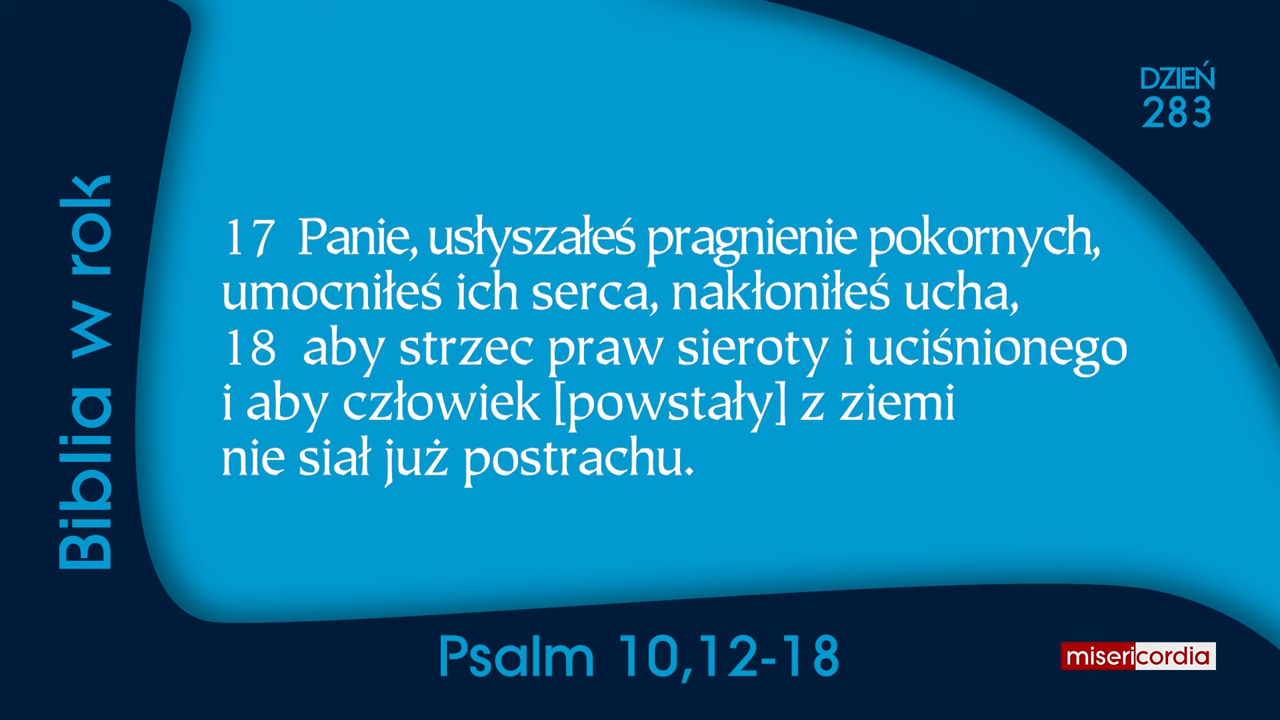 DZIEŃ
283
Biblia w rok
17 Panie, usłyszałeś pragnienie pokornych,
umocniłeś ich serca, nakłoniłeś ucha,
18 aby strzec praw sieroty i uciśnionego
i aby człowiek [powstały] z ziemi
nie siał już postrachu.
Psalm 10,12-18
misericordia